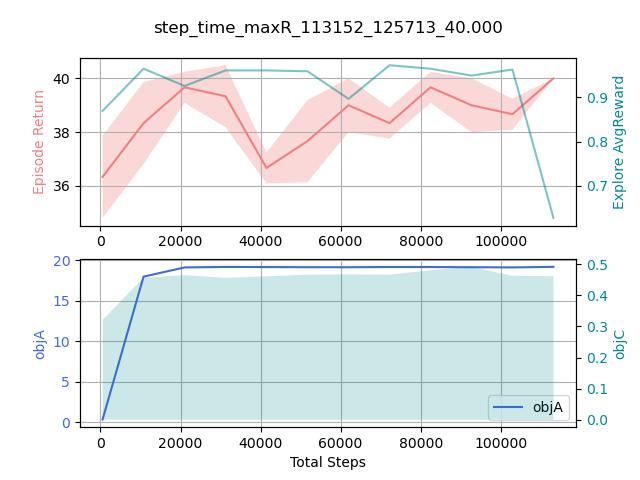 step_time_maxR_113152_125713_40.000
40
38
36
Episode Return
0.9
0.8
0.7
Explore AvgReward
0 20000 40000 60000 80000 100000
20
15
10
5
0
objA
0.5
0.4
0.3
0.2
0.1
0.0
objC
objA
0 20000 40000 60000 80000 100000
Total Steps